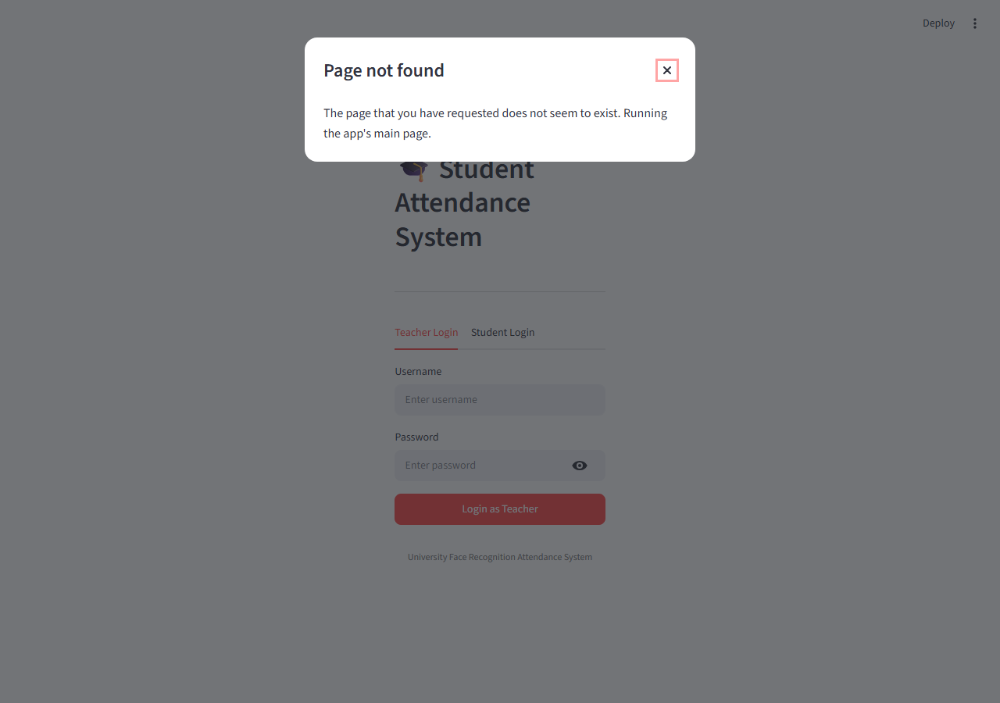 Deploy
Page not found
The page that you have requested does not seem to exist. Running
the app's main page.
Student
Attendance
System
Teacher Login Student Login
Username
Enter username
Password
Enter password
Login as Teacher
University Face Recognition Attendance System